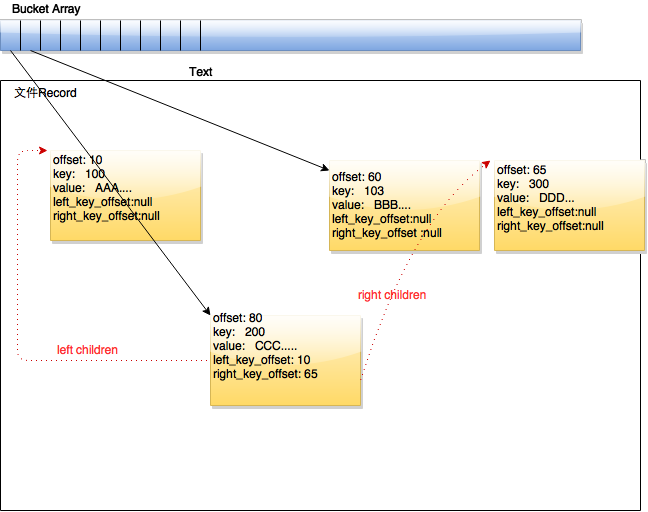 Bucket Array
Text
文件Record
offset: 10
key: 100
value: AAA....
left_key_offset:null
right_key_offset:null
offset: 60
key: 103
value: BBB....
left_key_offset:null
right_key_offset :null
offset: 65
key: 300
value: DDD...
left_key_offset:null
right_key_offset:null
right children
offset: 80
key: 200
value: CCC.....
left_key_offset: 10
right_key_offset: 65
left children